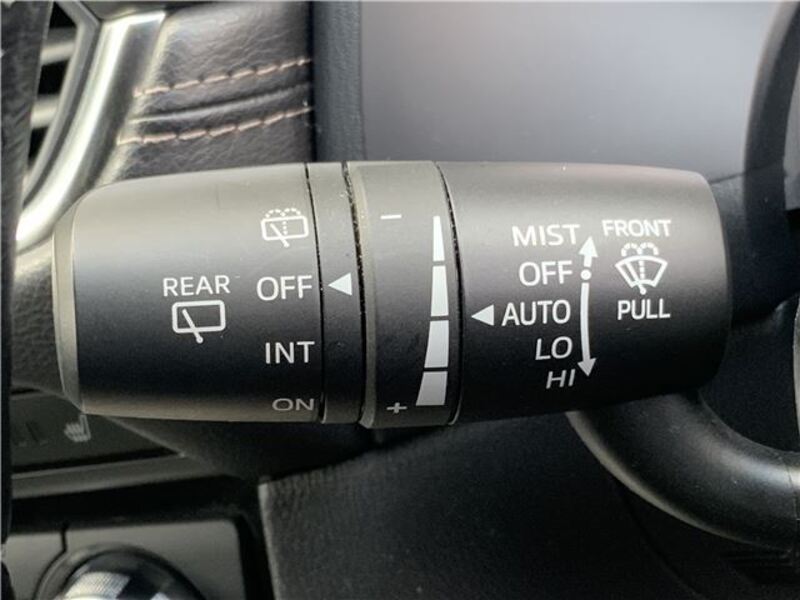 REAR
OFF
INT
ON
−
+
MIST
OFF
AUTO
LO
HI
FRONT
PULL